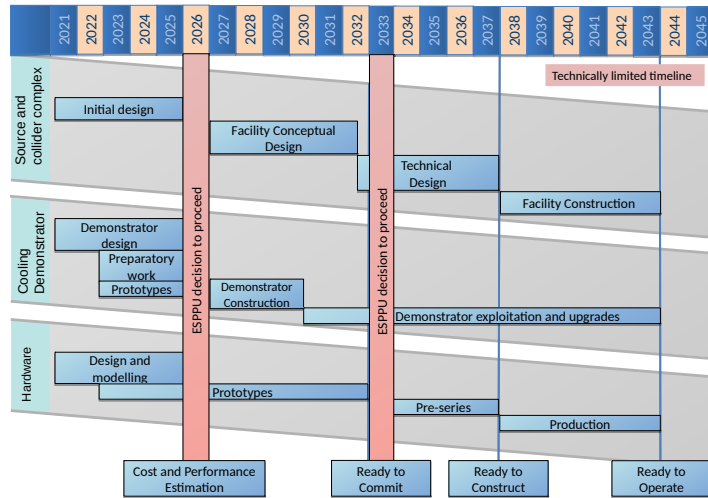 2021 2022 2023 2024 2025 2026 2027 2028 2029 2030 2031 2032 2033 2034 2035 2036 2037 2038 2039 2040 2041 2042 2043 2044 2045
Technically limited timeline
Source and
collider complex
Initial design
Facility Conceptual
Design
Technical
Design
Facility Construction
ESPPU decision to proceed
ESPPU decision to proceed
Cooling
Demonstrator
Demonstrator
design
Preparatory
work
Prototypes
Demonstrator
Construction
Demonstrator exploitation and upgrades
Hardware
Design and
modelling
Prototypes
Pre-series
Production
Cost and Performance
Estimation
Ready to
Commit
Ready to
Construct
Ready to
Operate